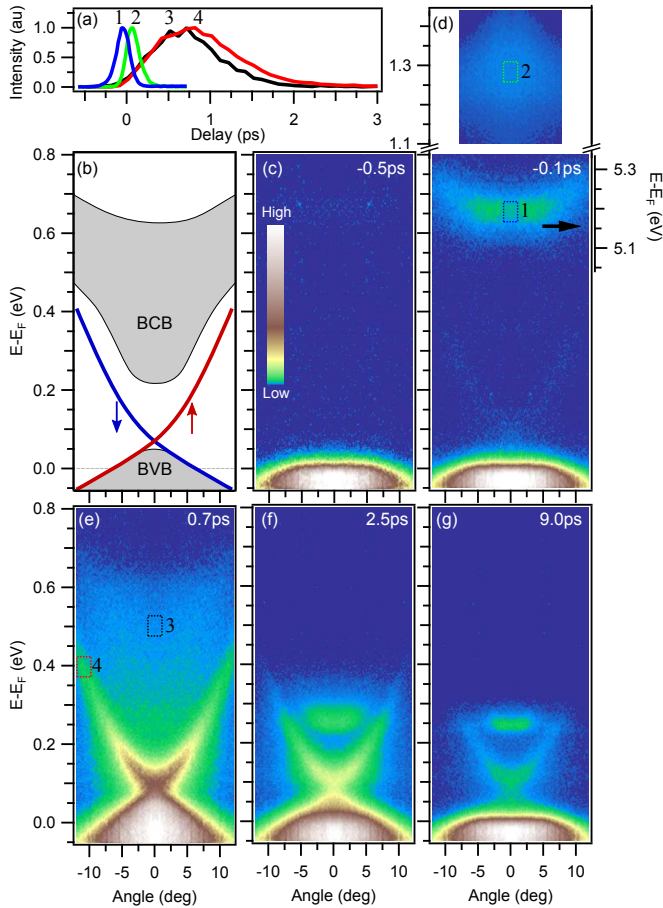 (a)
1
2
3
4
Intensity (au)
1.0
0.5
0.0
0
1
2
3
Delay (ps)
(d)
2
1.3
1.1
(b)
BCB
BVB
0.8
0.6
0.4
0.2
0.0
E-E_F (eV)
(c)
-0.5ps
High
Low
-0.1ps
1
5.3
5.1
E-E_F (eV)
(e)
0.7ps
3
4
0.8
0.6
0.4
0.2
0.0
E-E_F (eV)
-10
-5
0
5
10
Angle (deg)
(f)
2.5ps
-10
-5
0
5
10
Angle (deg)
(g)
9.0ps
-10
-5
0
5
10
Angle (deg)